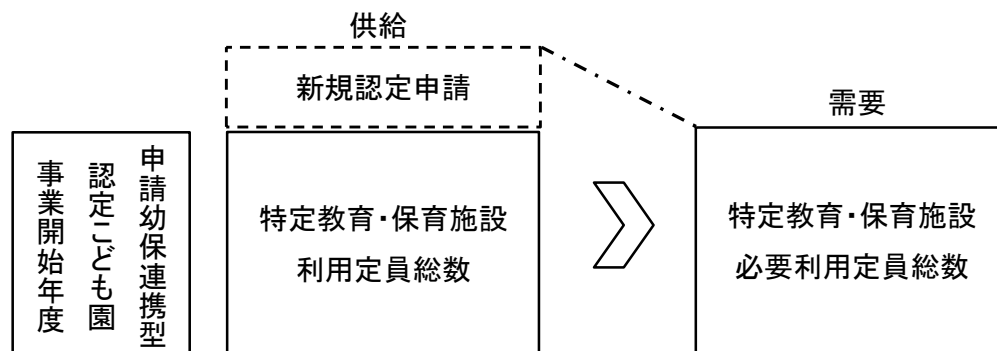 供給
新規認定申請
需要
申請幼保連携型
認定こども園
事業開始年度
特定教育・保育施設
利用定員総数
特定教育・保育施設
必要利用定員総数